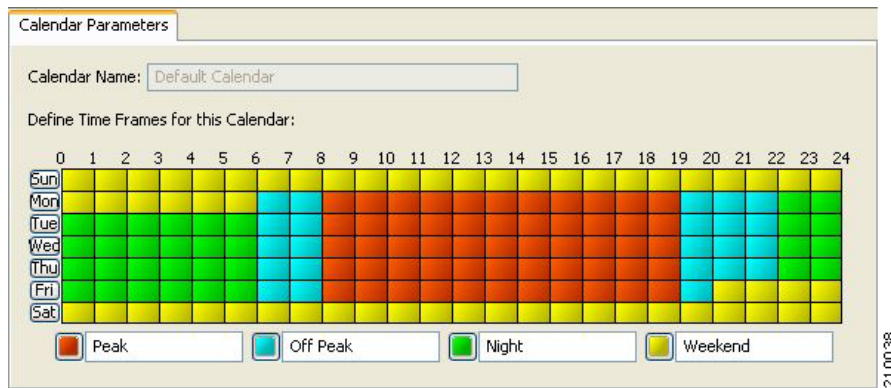 Calendar Parameters
Calendar Name: Default Calendar
Define Time Frames for this Calendar:
0 1 2 3 4 5 6 7 8 9 10 11 12 13 14 15 16 17 18 19 20 21 22 23 24
Sun
Mon
Tue
Wed
Thu
Fri
Sat
Peak Off Peak Night Weekend
210038